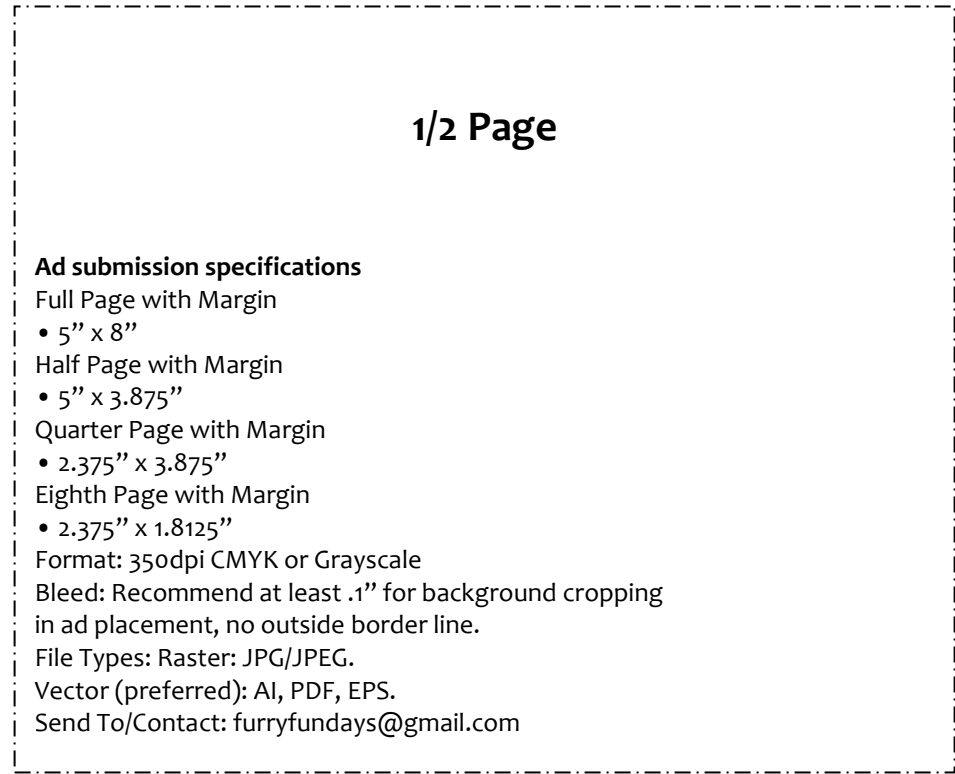 1/2 Page
Ad submission specifications
Full Page with Margin
• 5” x 8”
Half Page with Margin
• 5” x 3.875”
Quarter Page with Margin
• 2.375” x 3.875”
Eighth Page with Margin
• 2.375” x 1.8125”
Format: 350dpi CMYK or Grayscale
Bleed: Recommend at least .1” for background cropping
in ad placement, no outside border line.
File Types: Raster: JPG/JPEG.
Vector (preferred): AI, PDF, EPS.
Send To/Contact: furryfundays@gmail.com